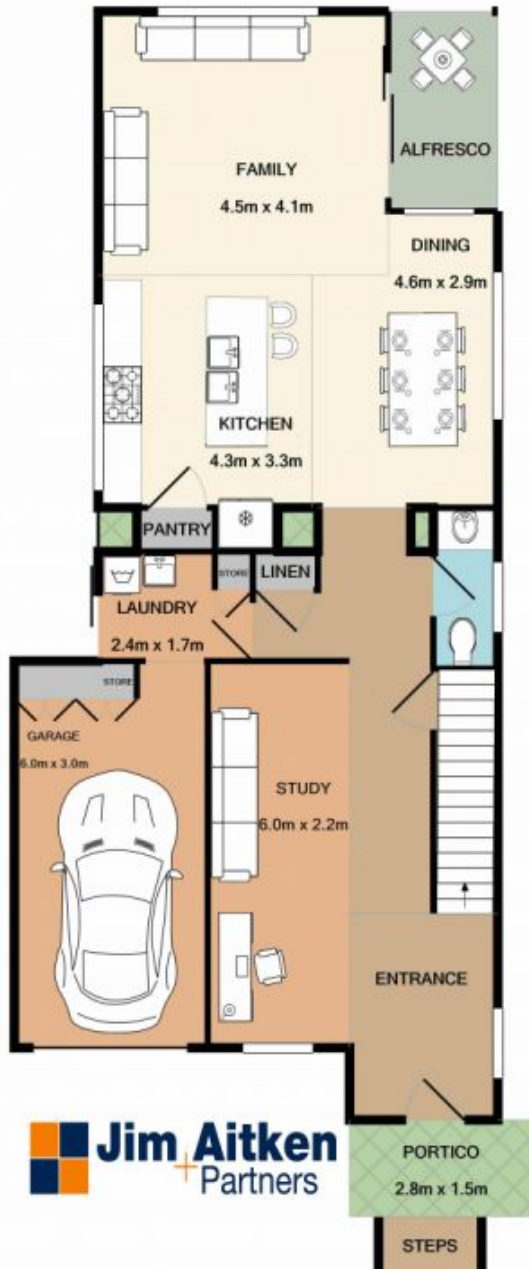 ALFRESCO
FAMILY
4.5m x 4.1m
DINING
4.6m x 2.9m
KITCHEN
4.3m x 3.3m
PANTRY
STORE
LINEN
LAUNDRY
2.4m x 1.7m
STORE
GARAGE
6.0m x 3.0m
STUDY
6.0m x 2.2m
ENTRANCE
Jim Aitken
+ Partners
PORTICO
2.8m x 1.5m
STEPS